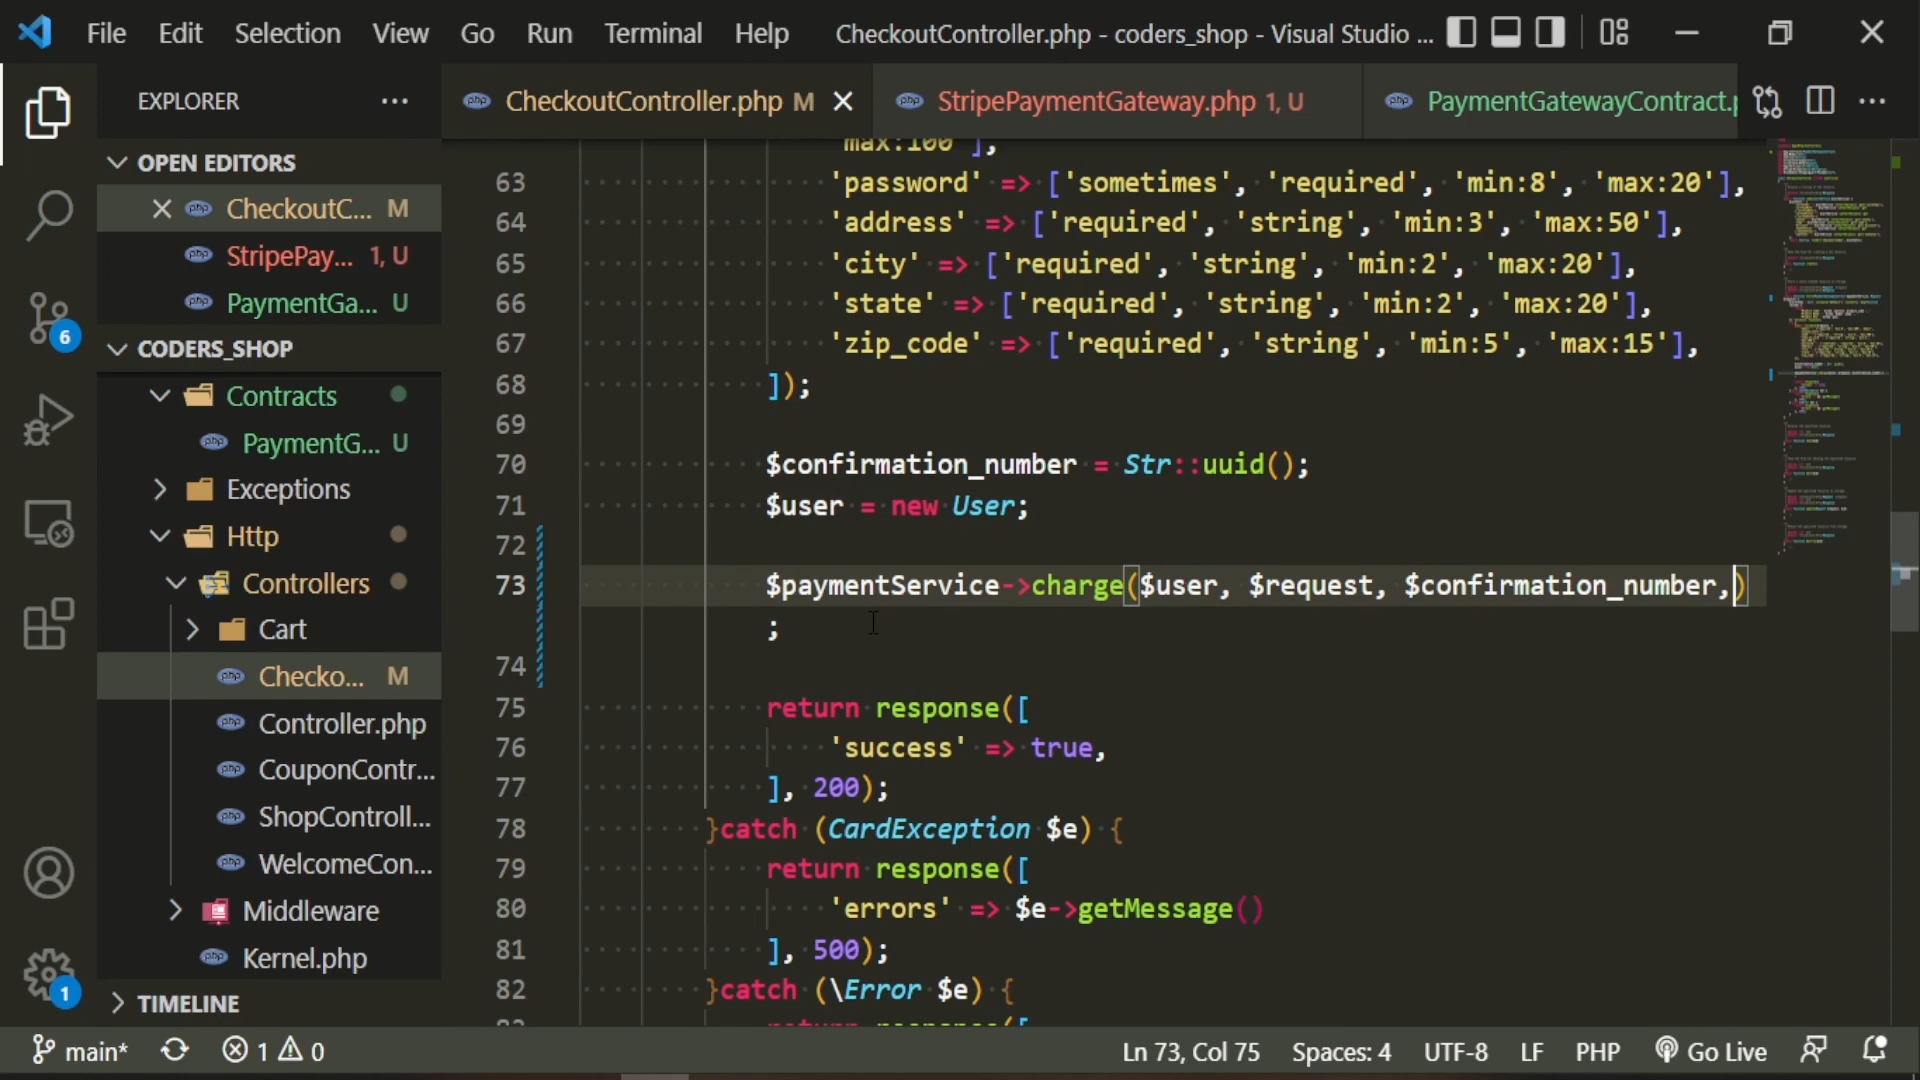 File Edit Selection View Go Run Terminal Help CheckoutController.php - coders_shop - Visual Studio ...
EXPLORER ... CheckoutController.php M StripePaymentGateway.php 1, U PaymentGatewayContract.p
OPEN EDITORS
CheckoutC... M
StripePay... 1, U
PaymentGa... U
CODERS_SHOP
Contracts
PaymentG... U
Exceptions
Http
Controllers
Cart
Checko... M
Controller.php
CouponContr...
ShopControll...
WelcomeCon...
Middleware
Kernel.php
TIMELINE
6
1
max:100'],
63 'password' => ['sometimes', 'required', 'min:8', 'max:20'],
64 'address' => ['required', 'string', 'min:3', 'max:50'],
65 'city' => ['required', 'string', 'min:2', 'max:20'],
66 'state' => ['required', 'string', 'min:2', 'max:20'],
67 'zip_code' => ['required', 'string', 'min:5', 'max:15'],
68 ]);
69
70 $confirmation_number = Str::uuid();
71 $user = new User;
72
73 $paymentService->charge($user, $request, $confirmation_number,)
;
74
75 return response([
76 'success' => true,
77 ], 200);
78 }catch (CardException $e) {
79 return response([
80 'errors' => $e->getMessage()
81 ], 500);
82 }catch (\Error $e) {
83 return response([
main* 1 0 Ln 73, Col 75 Spaces: 4 UTF-8 LF PHP Go Live